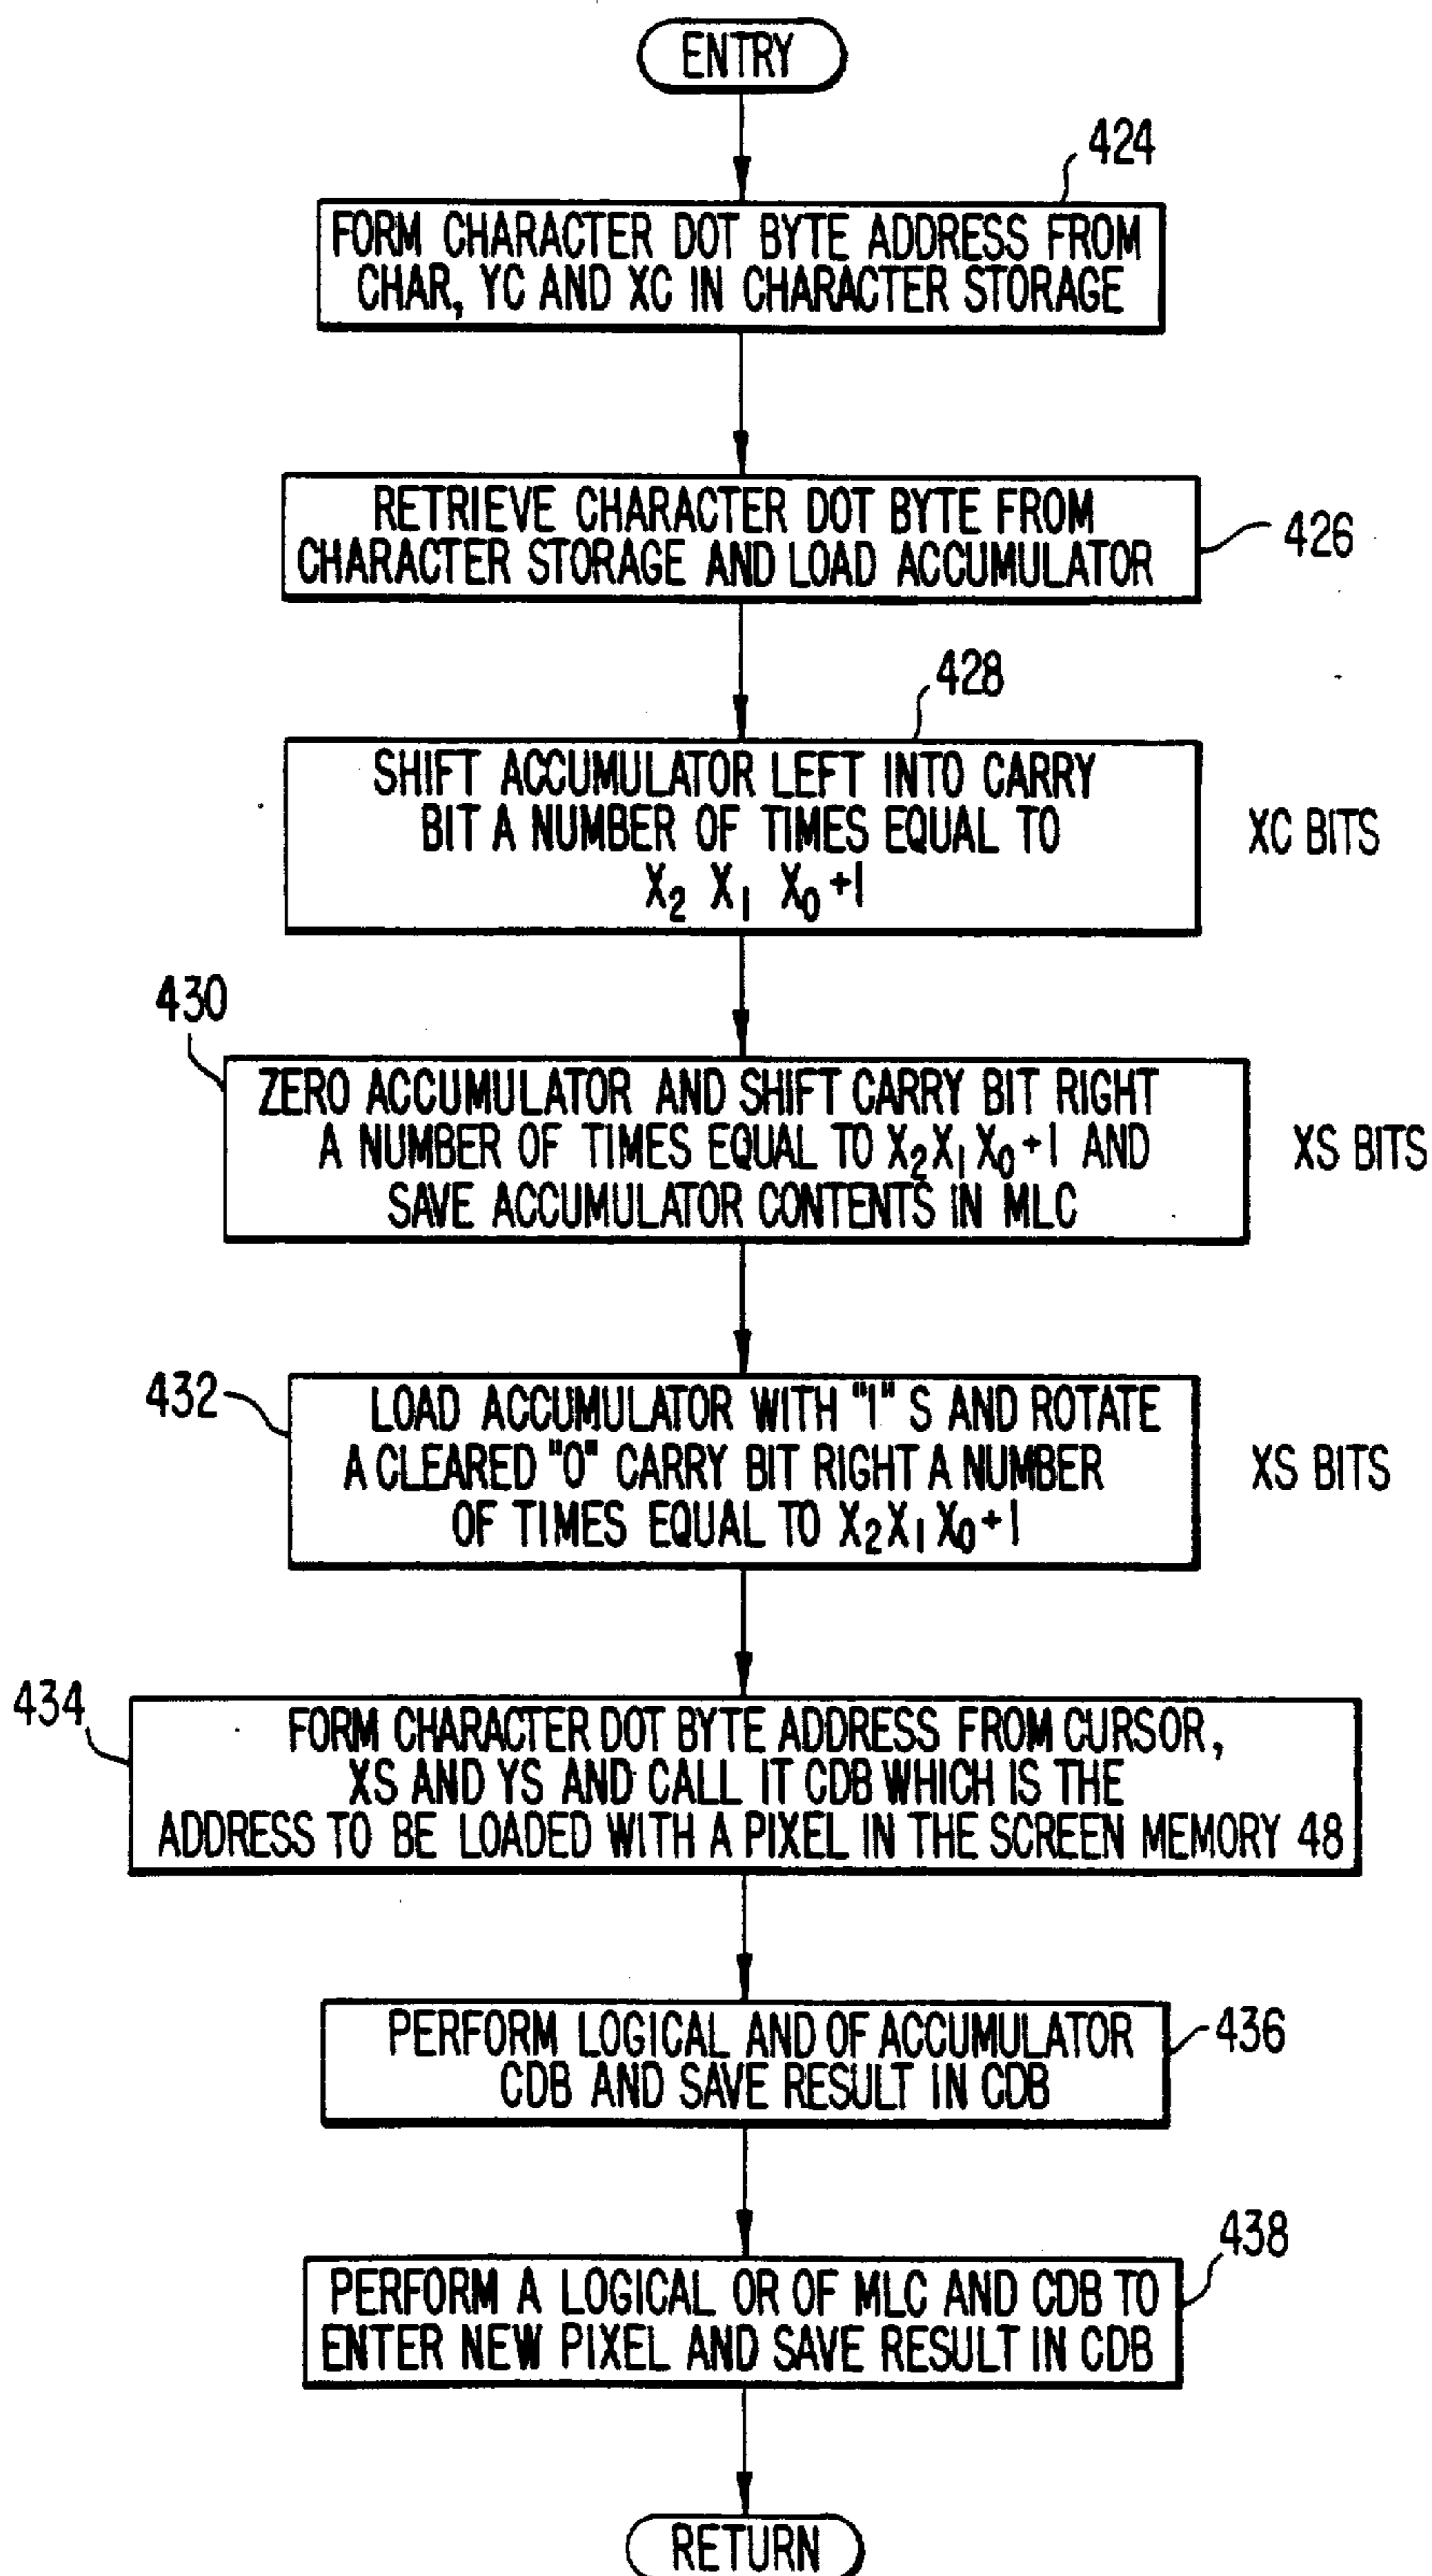 ENTRY
424
FORM CHARACTER DOT BYTE ADDRESS FROM
CHAR, YC AND XC IN CHARACTER STORAGE
RETRIEVE CHARACTER DOT BYTE FROM
CHARACTER STORAGE AND LOAD ACCUMULATOR
426
428
SHIFT ACCUMULATOR LEFT INTO CARRY
BIT A NUMBER OF TIMES EQUAL TO
X₂ X₁ X₀ +1
XC BITS
430
ZERO ACCUMULATOR AND SHIFT CARRY BIT RIGHT
A NUMBER OF TIMES EQUAL TO X₂X₁X₀+1 AND
SAVE ACCUMULATOR CONTENTS IN MLC
XS BITS
432
LOAD ACCUMULATOR WITH "1" S AND ROTATE
A CLEARED "0" CARRY BIT RIGHT A NUMBER
OF TIMES EQUAL TO X₂X₁X₀+1
XS BITS
434
FORM CHARACTER DOT BYTE ADDRESS FROM CURSOR,
XS AND YS AND CALL IT CDB WHICH IS THE
ADDRESS TO BE LOADED WITH A PIXEL IN THE SCREEN MEMORY 48
PERFORM LOGICAL AND OF ACCUMULATOR
CDB AND SAVE RESULT IN CDB
436
438
PERFORM A LOGICAL OR OF MLC AND CDB TO
ENTER NEW PIXEL AND SAVE RESULT IN CDB
RETURN